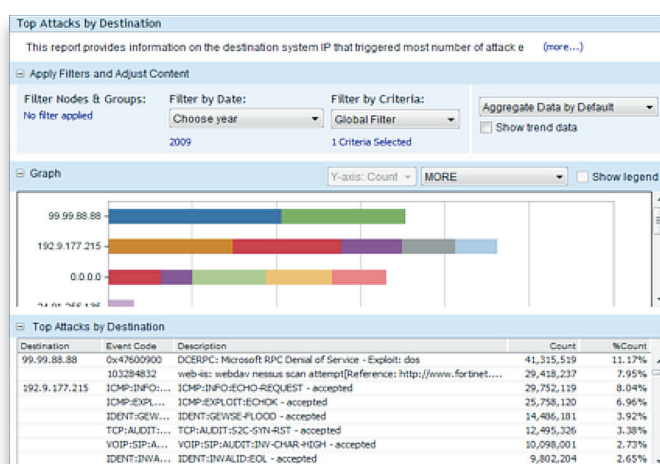 Top Attacks by Destination
This report provides information on the destination system IP that triggered most number of attack e (more...)
Apply Filters and Adjust Content
Filter Nodes & Groups: Filter by Date: Filter by Criteria:
No filter applied Choose year Global Filter Aggregate Data by Default
Show trend data
2009 1 Criteria Selected
Graph Y-axis: Count MORE Show legend
99.99.88.88
192.9.177.215
0.0.0.0
Top Attacks by Destination
Destination Event Code Description Count %Count
99.99.88.88 0x47600900 DCERPC: Microsoft RPC Denial of Service - Exploit: dos 41,315,519 11.17%
103284832 web-iis: webdav nessus scan attempt[Reference: http://www.fortinet.... 29,418,237 7.95%
192.9.177.215 ICMP:INFO:... ICMP:INFO:ECHO-REQUEST - accepted 29,752,119 8.04%
ICMP:EXPL... ICMP:EXPLOIT:ECHOK - accepted 25,758,120 6.96%
IDENT:GEW... IDENT:GEWSE-FLOOD - accepted 14,486,181 3.92%
TCP:AUDIT:... TCP:AUDIT:S2C-SYN-RST - accepted 12,495,326 3.38%
VOIP:SIP:A... VOIP:SIP:AUDIT:INV-CHAR-HIGH - accepted 10,098,001 2.73%
IDENT:INVA... IDENT:INVALID:EOL - accepted 9,802,204 2.65%